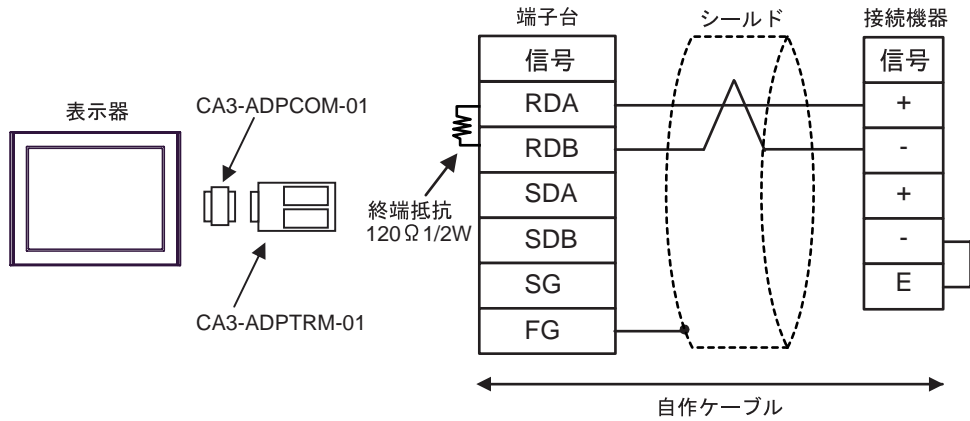 表示器
CA3-ADPCOM-01
CA3-ADPTRM-01
終端抵抗
120Ω1/2W
端子台
信号
RDA
RDB
SDA
SDB
SG
FG
シールド
接続機器
信号
+
-
+
-
E
自作ケーブル